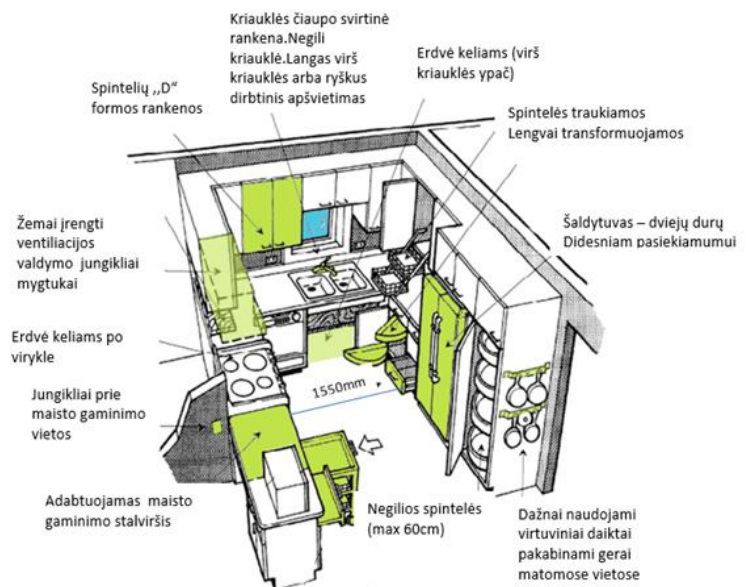 Kriauklės čiaupo svirtinė
rankena.Negili
kriauklė.Langas virš
kriauklės arba ryškus
dirbtinis apšvietimas
Erdvė keliams (virš
kriauklės ypač)
Spintelių ,,D“
formos rankenos
Spintelės traukiamos
Lengvai transformuojamos
Žemai įrengti
ventiliacijos
valdymo jungikliai
mygtukai
Šaldytuvas – dviejų durų
Didesniam pasiekiamumui
Erdvė keliams po
virykle
Jungikliai prie
maisto gaminimo
vietos
1550mm
Adabtuojamas maisto
gaminimo stalviršis
Negilios spintelės
(max 60cm)
Dažnai naudojami
virtuviniai daiktai
pakabinami gerai
matomose vietose